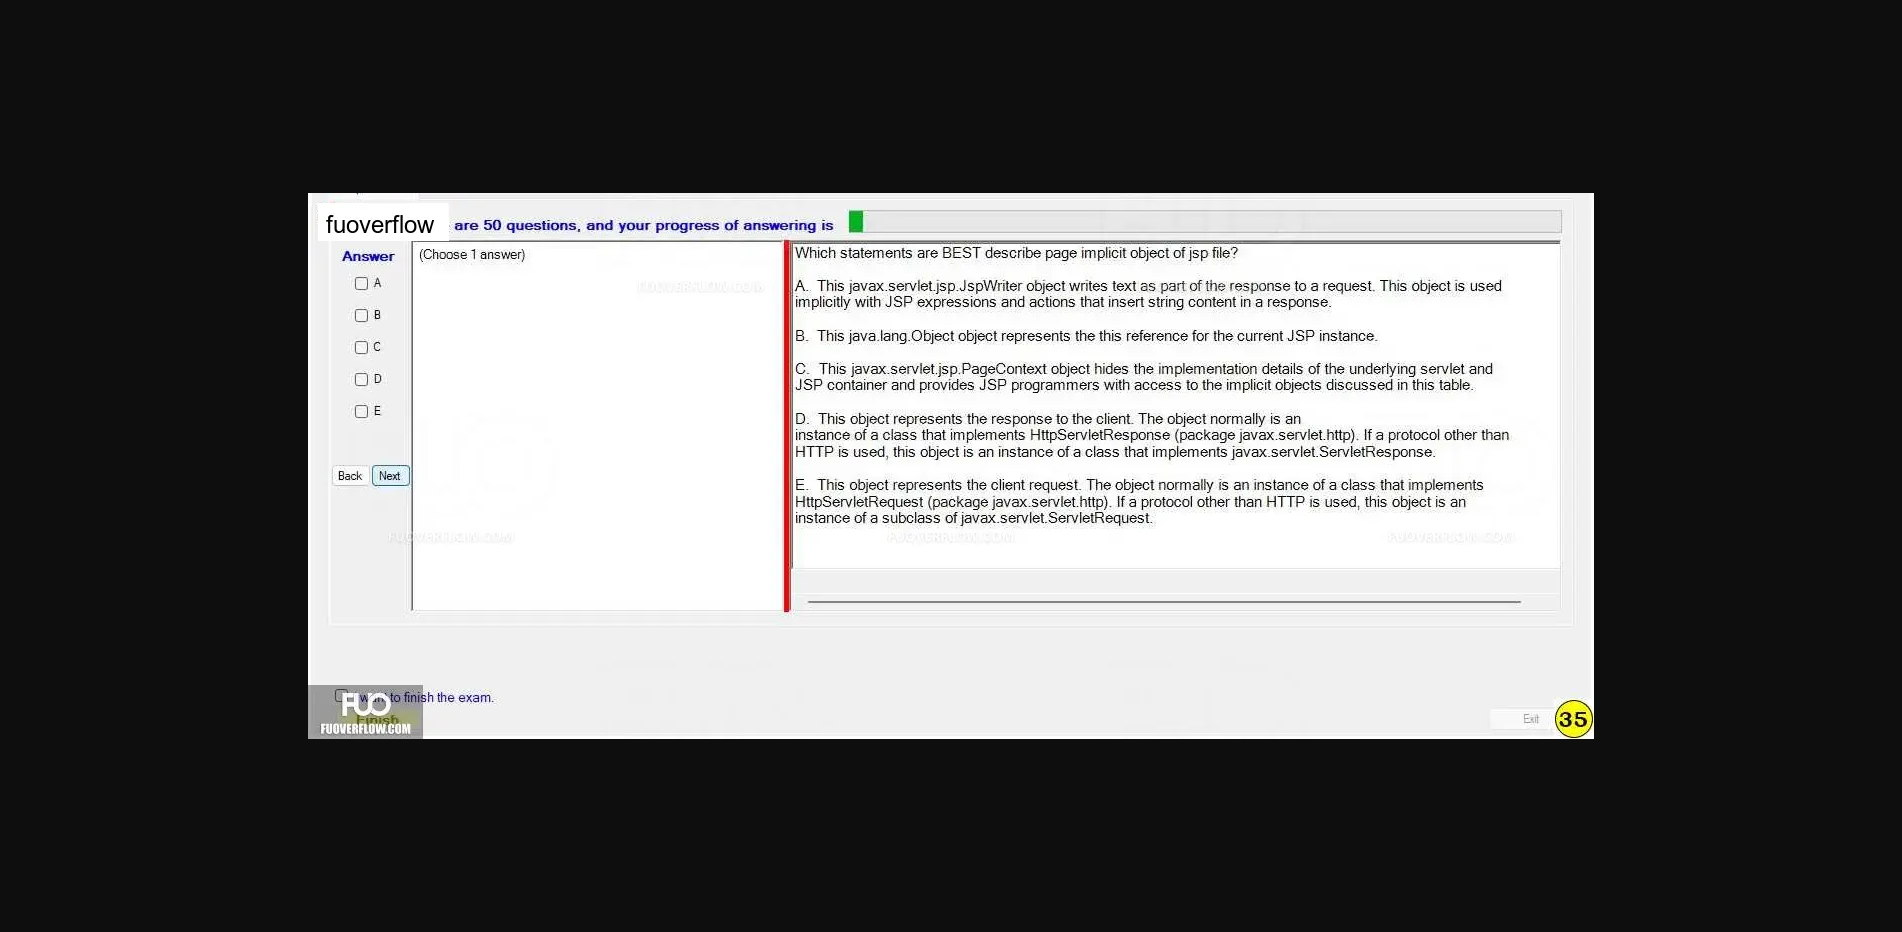 fuoverflow are 50 questions, and your progress of answering is
Answer
(Choose 1 answer)
A
B
C
D
E
Back Next
Which statements are BEST describe page implicit object of jsp file?
A. This javax.servlet.jsp.JspWriter object writes text as part of the response to a request. This object is used
implicitly with JSP expressions and actions that insert string content in a response.
B. This java.lang.Object object represents the this reference for the current JSP instance.
C. This javax.servlet.jsp.PageContext object hides the implementation details of the underlying servlet and
JSP container and provides JSP programmers with access to the implicit objects discussed in this table.
D. This object represents the response to the client. The object normally is an
instance of a class that implements HttpServletResponse (package javax.servlet.http). If a protocol other than
HTTP is used, this object is an instance of a class that implements javax.servlet.ServletResponse.
E. This object represents the client request. The object normally is an instance of a class that implements
HttpServletRequest (package javax.servlet.http). If a protocol other than HTTP is used, this object is an
instance of a subclass of javax.servlet.ServletRequest.
FUOVERFLOW.COM
FUOVERFLOW.COM
FUOVERFLOW.COM
FUOVERFLOW.COM
I want to finish the exam.
FUO
Finish
FUOVERFLOW.COM
Exit
35